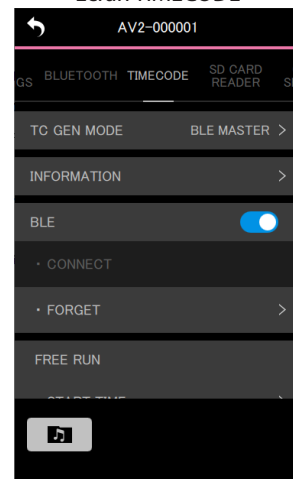 AV2-000001
GS BLUETOOTH TIMECODE SD CARD READER
TC GEN MODE BLE MASTER >
INFORMATION >
BLE
• CONNECT
• FORGET >
FREE RUN